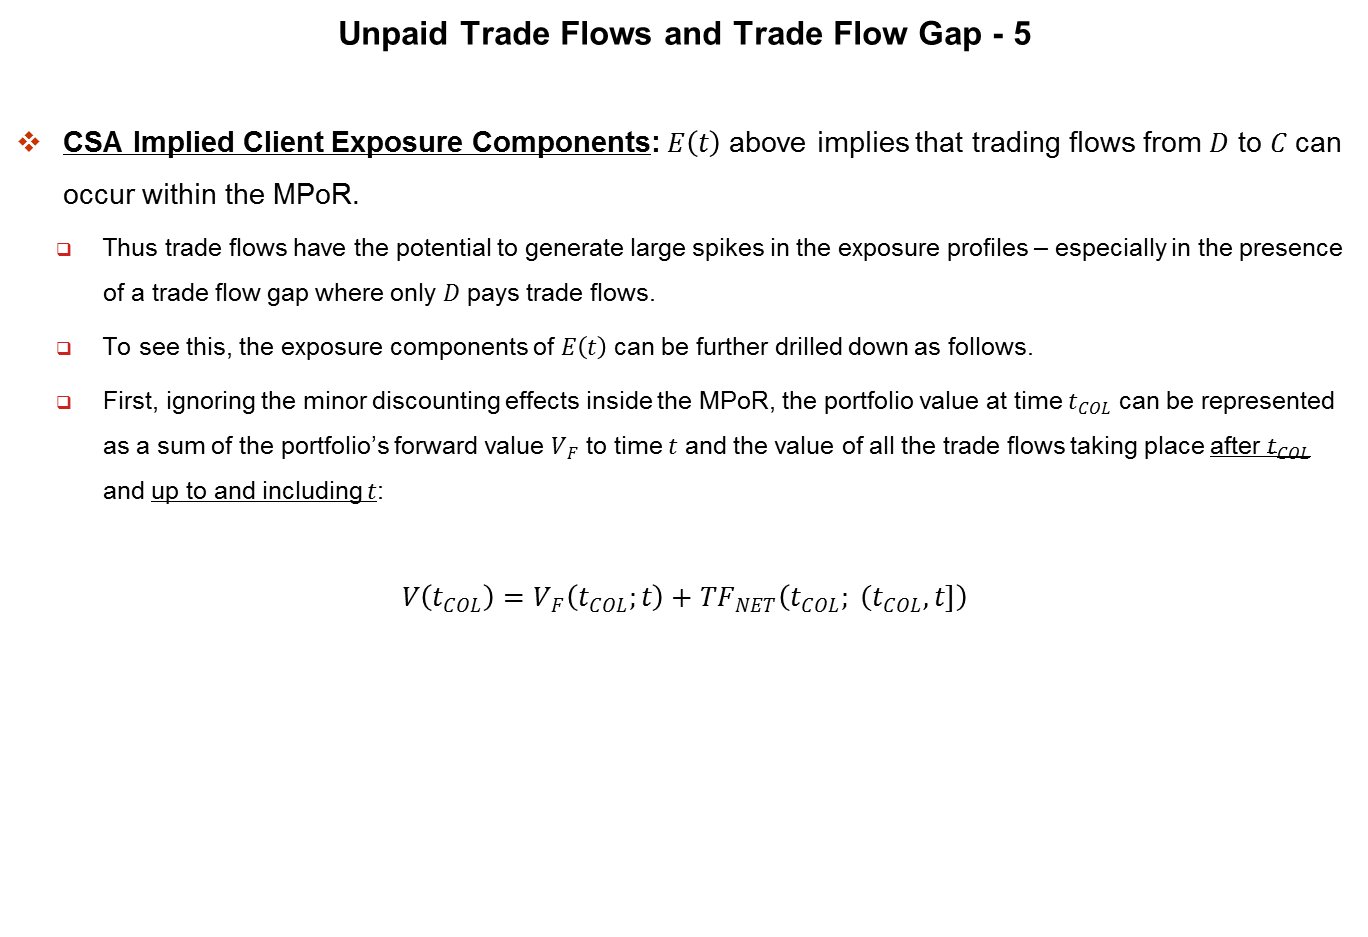 Unpaid Trade Flows and Trade Flow Gap - 5
❖ CSA Implied Client Exposure Components: E(t) above implies that trading flows from D to C can
occur within the MPoR.
❑ Thus trade flows have the potential to generate large spikes in the exposure profiles – especially in the presence
of a trade flow gap where only D pays trade flows.
❑ To see this, the exposure components of E(t) can be further drilled down as follows.
❑ First, ignoring the minor discounting effects inside the MPoR, the portfolio value at time t_COL can be represented
as a sum of the portfolio’s forward value V_F to time t and the value of all the trade flows taking place after t_COL
and up to and including t:
V(t_COL) = V_F(t_COL; t) + TF_NET(t_COL; (t_COL, t])